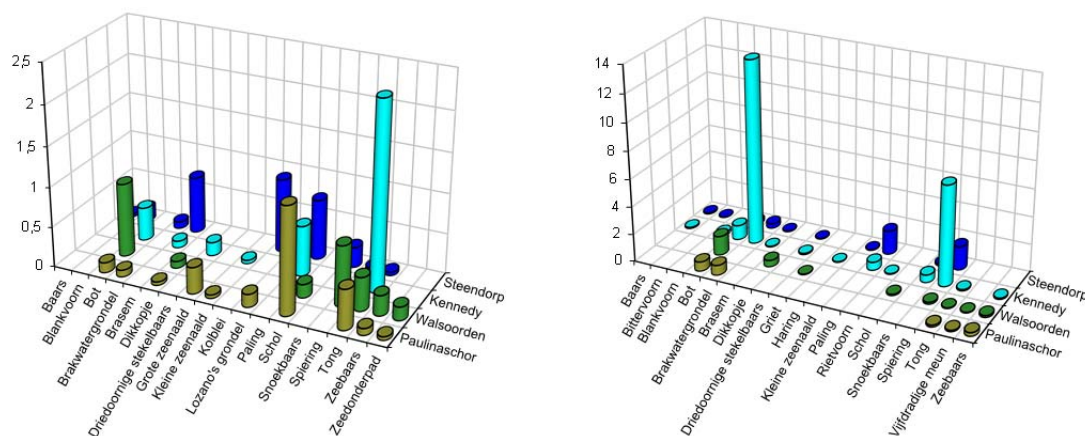 2,5
2
1,5
1
0,5
0
Baars
Blankvoorn
Bot
Brakwatergrondel
Brasem
Dikkopje
Driedoornige stekelbaars
Grote zeenaald
Kleine zeenaald
Kolblei
Lozano's grondel
Paling
Schol
Snoekbaars
Spiering
Tong
Zeebaars
Zeedonderpad
Steendorp
Kennedy
Walsoorden
Paulinaschor
14
12
10
8
6
4
2
0
Baars
Bittervoorn
Blankvoorn
Bot
Brakwatergrondel
Brasem
Dikkopje
Driedoornige stekelbaars
Griet
Haring
Kleine zeenaald
Paling
Rietvoorn
Schol
Snoekbaars
Spiering
Tong
Vijfdradige meun
Zeebaars
Steendorp
Kennedy
Walsoorden
Paulinaschor